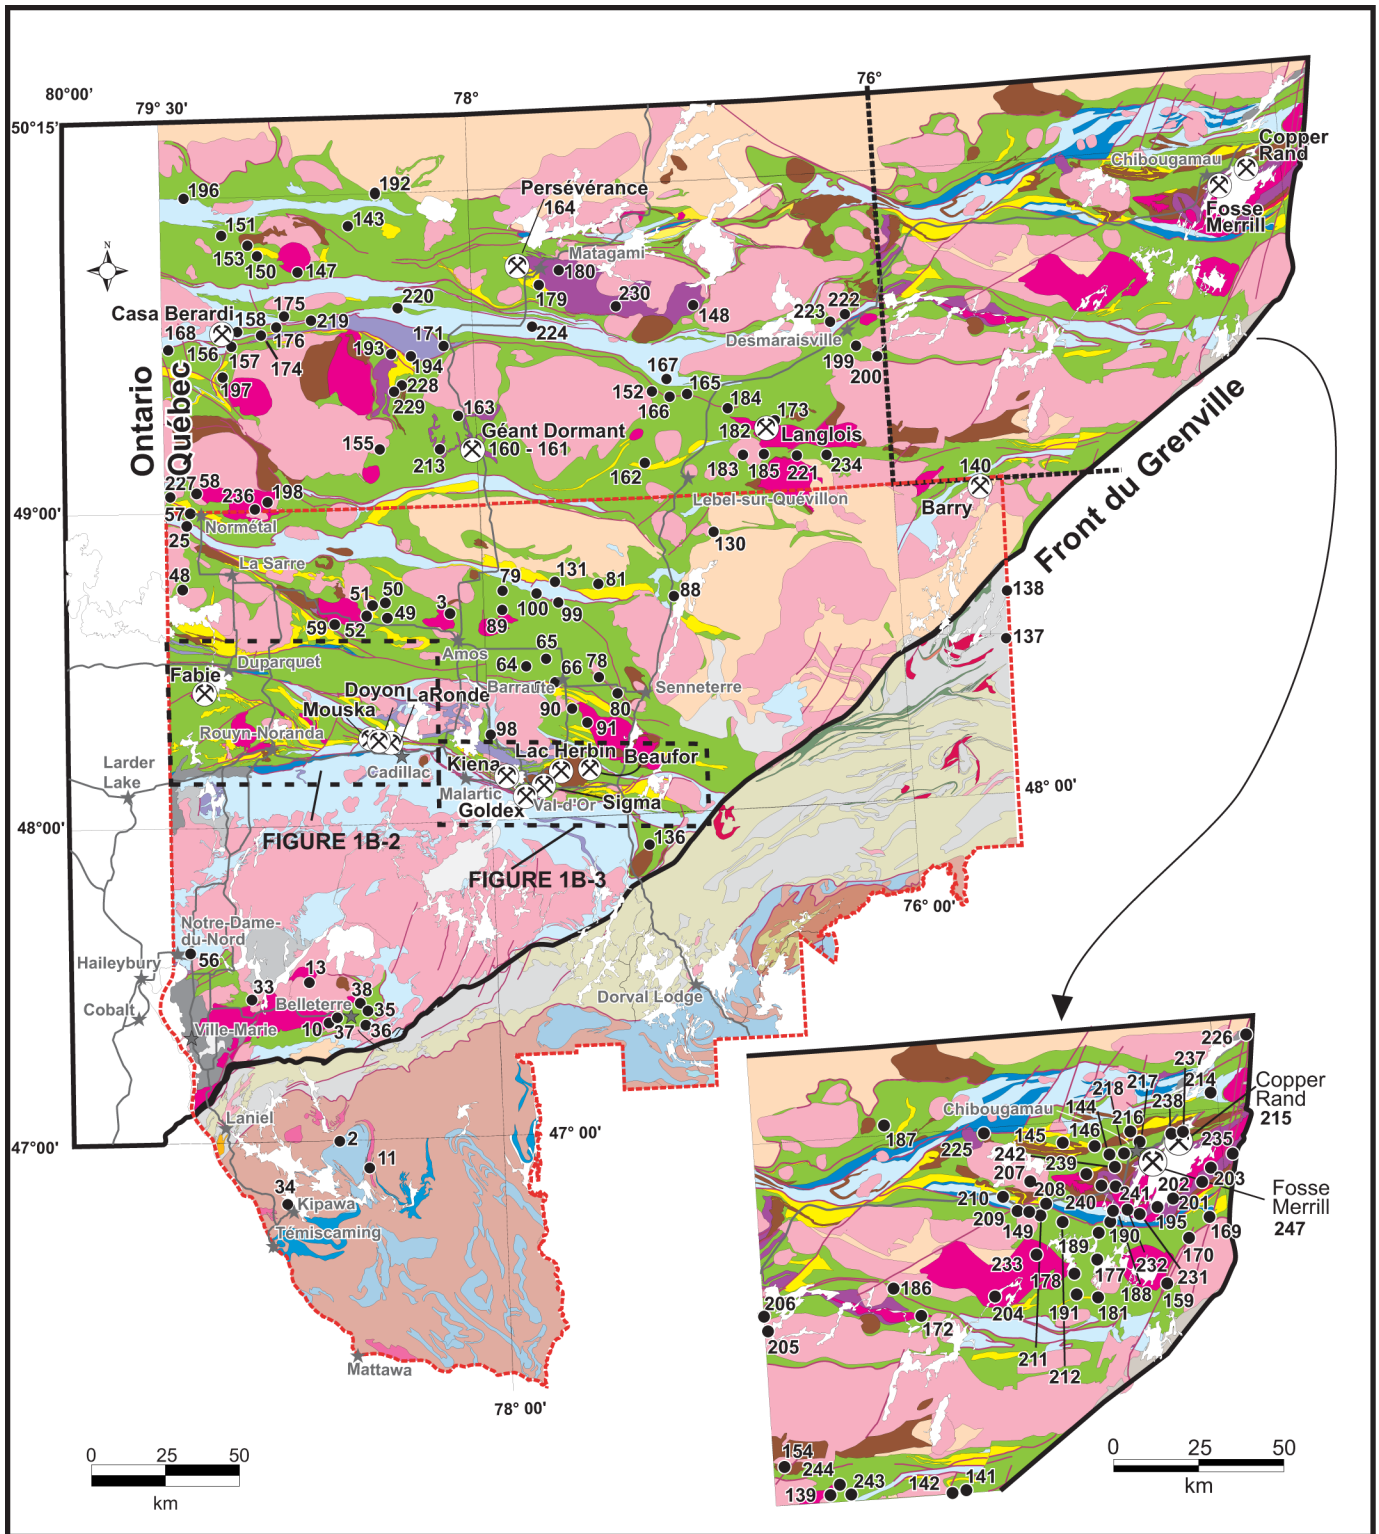 80°00'
79° 30'
78°
76°
50°15'
Copper
Rand
Chibougamau
Fosse
Merrill
196
192
Persévérance
164
143
151
153
150
147
Matagami
180
179
230
148
N
Casa Berardi
168
158
175
219
220
156
157
176
174
197
171
193
194
228
229
224
223
222
Desmaraisville
199
200
167
152
166
165
184
173
182
Langlois
183
185
221
234
163
155
213
Géant Dormant
160 - 161
162
Ontario
Québec
227
58
236
198
57
25
Normétal
Lebel-sur-Quévillon
140
Barry
Front du Grenville
49°00'
130
La Sarre
48
51
50
49
59
52
3
79
131
81
100
99
89
88
138
137
Amos
Duparquet
65
64
66
78
Barraute
80
90
91
Senneterre
Fabie
Doyon
LaRonde
Mouska
Rouyn-Noranda
98
Lac Herbin
Beaufor
Kiena
Cadillac
Malartic
Goldex
Val-d'Or
Sigma
Larder
Lake
48° 00'
48°00'
FIGURE 1B-2
FIGURE 1B-3
136
76° 00'
Notre-Dame-
du-Nord
56
Haileybury
Cobalt
13
33
38
Belleterre
35
10
37
36
Ville-Marie
Dorval Lodge
Laniel
47°00'
47° 00'
2
11
34
Kipawa
Témiscaming
Mattawa
78° 00'
0 25 50
km
226
237
218
217
214
Copper
Rand
215
Chibougamau
144
216
238
187
225
145
146
235
242
239
207
203
202
208
241
201
210
240
Fosse
Merrill
247
209
149
195
169
190
170
189
233
178
177
232
231
188
159
186
204
191
181
206
172
205
211
212
154
244
243
139
142
141
0 25 50
km